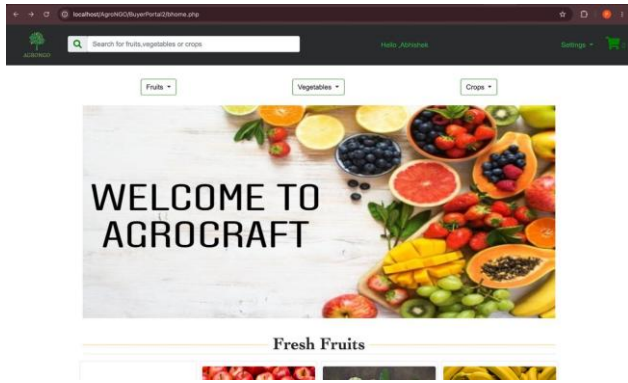 localhost/AgroNGO/BuyerPortal2/bhome.php
AGRONGO
Search for fruits,vegetables or crops
Hello ,Abhishek
Settings
Fruits
Vegetables
Crops
WELCOME TO
AGROCRAFT
Fresh Fruits